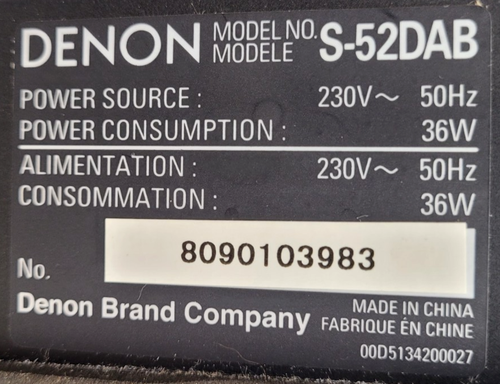 DENON MODEL NO. S-52DAB
MODELE
POWER SOURCE : 230V～ 50Hz
POWER CONSUMPTION : 36W
ALIMENTATION : 230V～ 50Hz
CONSOMMATION : 36W
No. 8090103983
Denon Brand Company MADE IN CHINA
FABRIQUE EN CHINE
00D5134200027